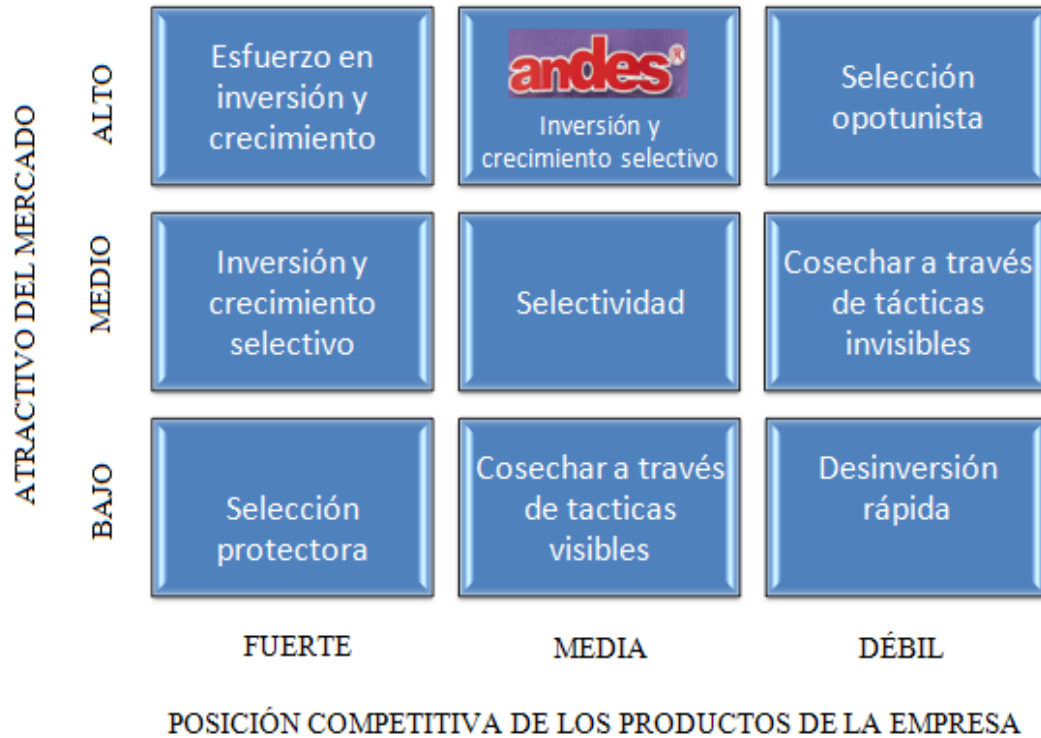 ATRACTIVO DEL MERCADO
ALTO
Esfuerzo en
inversión y
crecimiento
andes®
Inversión y
crecimiento selectivo
Selección
opotunista
MEDIO
Inversión y
crecimiento
selectivo
Selectividad
Cosechar a través
de tácticas
invisibles
BAJO
Selección
protectora
Cosechar a través
de tacticas
visibles
Desinversión
rápida
FUERTE
MEDIA
DÉBIL
POSICIÓN COMPETITIVA DE LOS PRODUCTOS DE LA EMPRESA